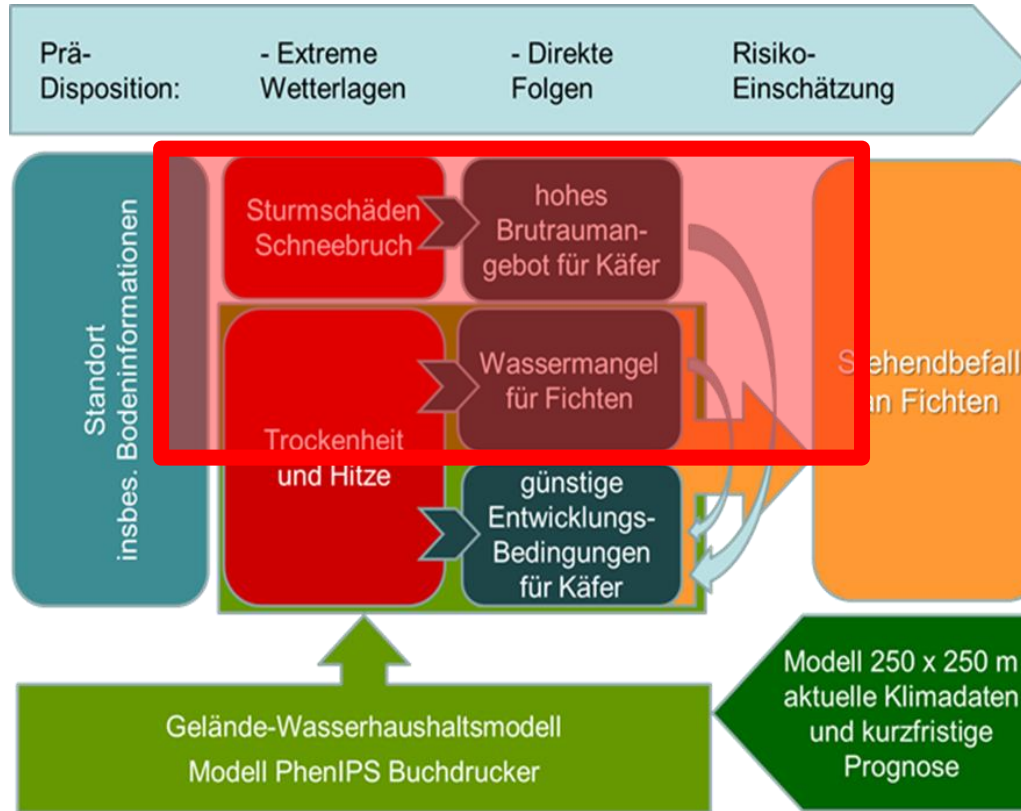 Prä-
Disposition:
- Extreme
Wetterlagen
- Direkte
Folgen
Risiko-
Einschätzung
Standort
insbes. Bodeninformationen
Sturmschäden
Schneebruch
hohes
Brutrauman-
gebot für Käfer
Trockenheit
und Hitze
Wassermangel
für Fichten
günstige
Entwicklungs-
Bedingungen
für Käfer
Stehendbefall
an Fichten
Gelände-Wasserhaushaltsmodell
Modell PhenIPS Buchdrucker
Modell 250 x 250 m
aktuelle Klimadaten
und kurzfristige
Prognose